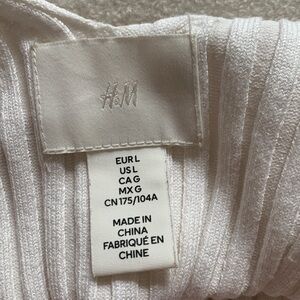 H&M
EUR L
US L
CA G
MX G
CN 175/104A
MADE IN
CHINA
FABRIQUÉ EN
CHINE